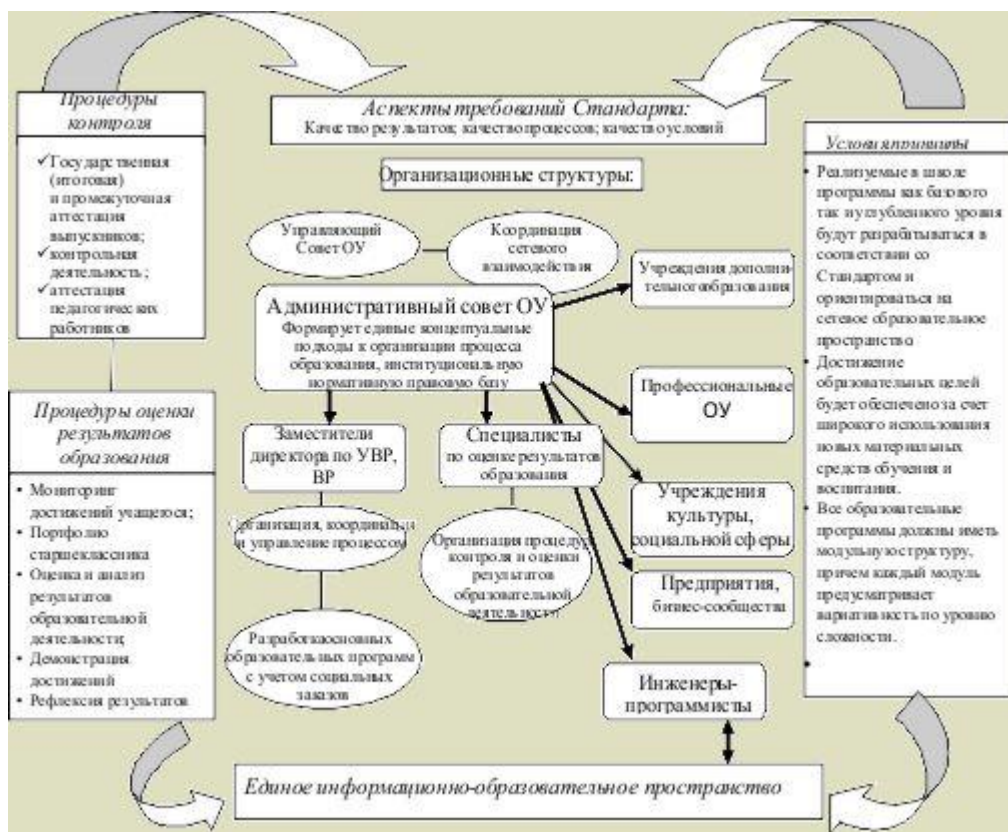 Процедуры
контроля
Государственная
(итоговая)
и промежуточная
аттестация
выпускников;
контрольная
деятельность;
аттестация
педагогических
работников
Процедуры оценки
результатов
образования
Мониторинг
достижений учащегося;
Портфолио
старшеклассника
Оценка и анализ
результатов
образовательной
деятельности;
Демонстрация
достижений
Рефлексия результатов
Аспекты требований Стандарта:
Качество результатов; качество процессов; качество условий
Организационные структуры:
Управляющий
Совет ОУ
Координация
сетевого
взаимодействия
Административный совет ОУ
Формирует единые концептуальные
подходы к организации процесса
образования, институциональную
нормативную правовую базу
Заместители
директора по УВР,
ВР
Специалисты
по оценке результатов
образования
Организация, координация
и управление процессом
Организация процедур
контроля и оценки
результатов
образовательной
деятельности
Разработка основных
образовательных программ
с учетом социальных
заказов
Учреждения дополни-
тельного образования
Профессиональные
ОУ
Учреждения
культуры,
социальной сферы
Предприятия,
бизнес-сообщества
Инженеры-
программисты
Условия принципы
Реализуемые в школе
программы как базового
так и углубленного уровня
будут разрабатываться в
соответствии со
Стандартом и
ориентироваться на
сетевое образовательное
пространство
Достижение
образовательных целей
будет обеспечено за счет
широкого использования
новых материальных
средств обучения и
воспитания.
Все образовательные
программы должны иметь
модульную структуру,
причем каждый модуль
предусматривает
вариативность по уровню
сложности.
Единое информационно-образовательное пространство